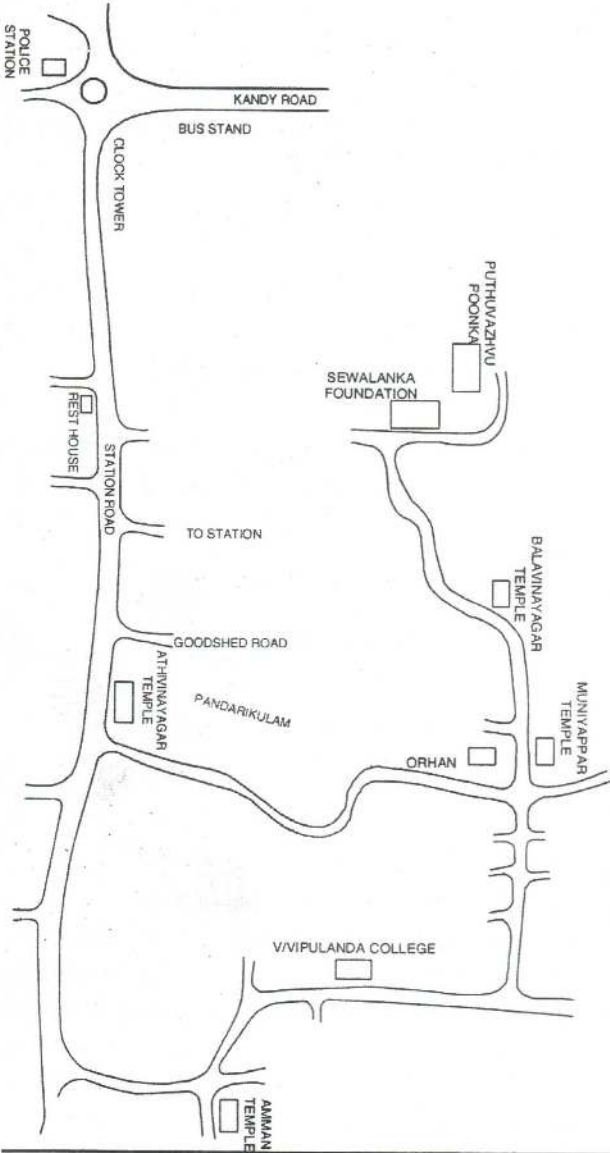 POLICE
STATION
KANDY ROAD
BUS STAND
CLOCK TOWER
PUTHUVAZHVU
POONKA
SEWALANKA
FOUNDATION
REST HOUSE
STATION ROAD
TO STATION
BALAVINAYAGAR
TEMPLE
GOODSHED ROAD
ATHIVINAYAGAR
TEMPLE
PANDARIKULAM
MUNIYAPPAR
TEMPLE
ORHAN
V/VIPULANDA COLLEGE
AMMAN
TEMPLE